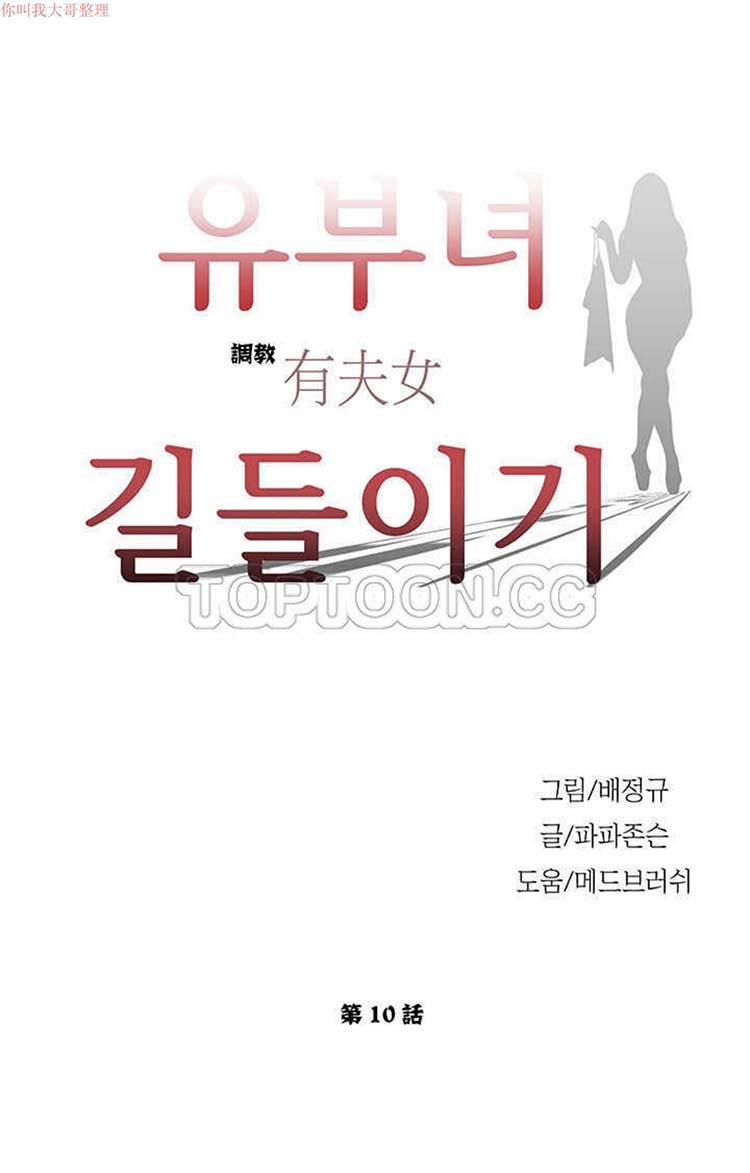 你叫我大哥整理
유부녀
調教 有夫女
길들이기
TOPTOON.CC
그림/배정규
글/파파존슨
도움/메드브러쉬
第 10 話